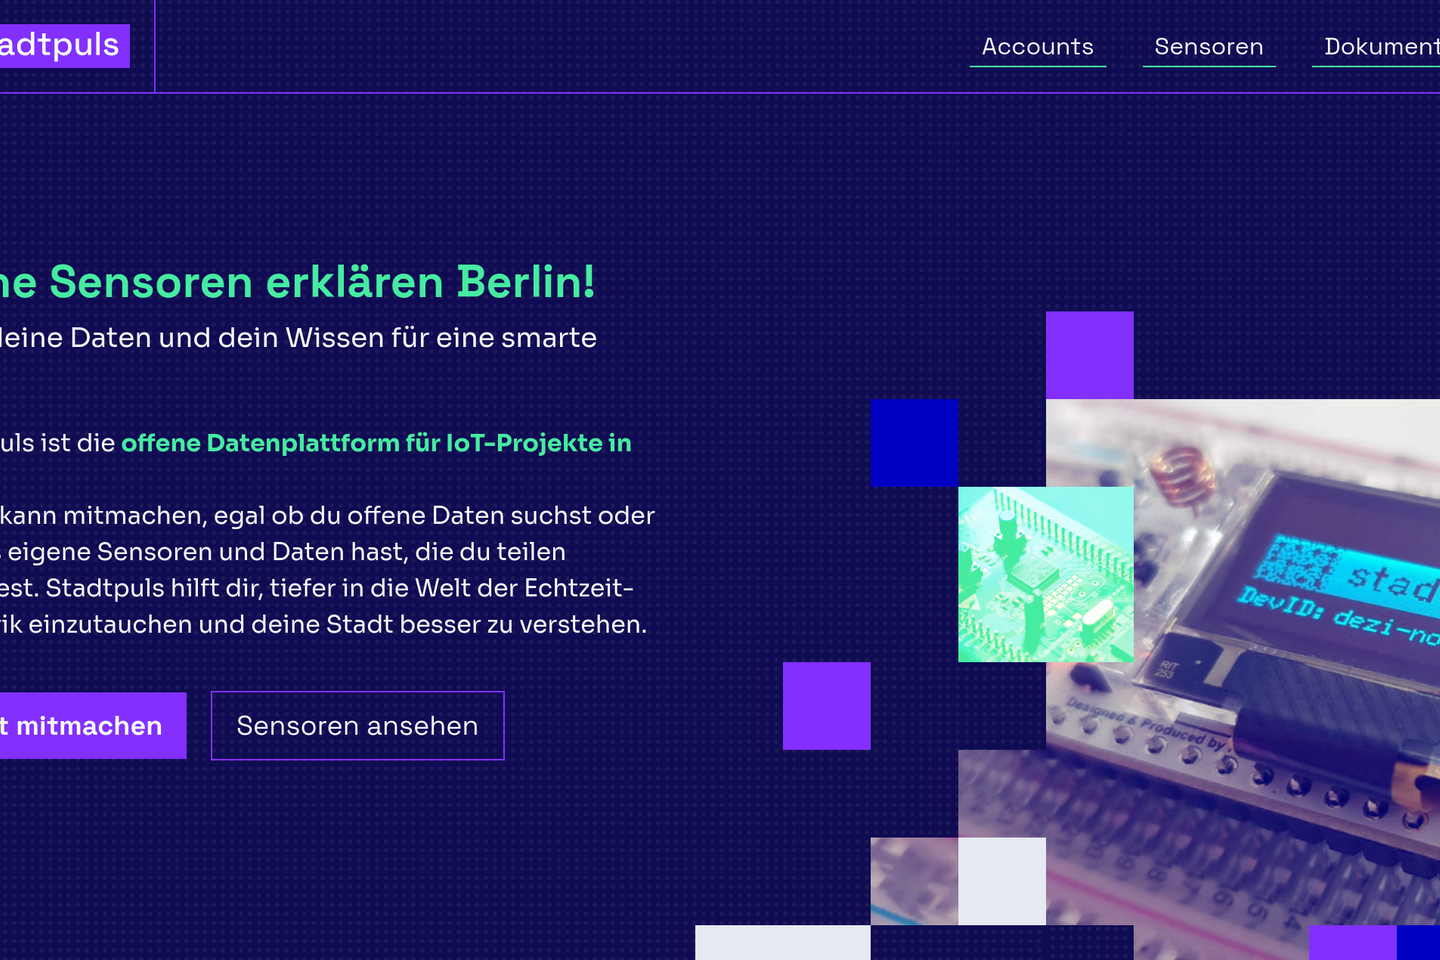 adtpuls
Accounts
Sensoren
Dokument
ne Sensoren erklären Berlin!
deine Daten und dein Wissen für eine smarte
uls ist die offene Datenplattform für IoT-Projekte in
kann mitmachen, egal ob du offene Daten suchst oder
s eigene Sensoren und Daten hast, die du teilen
est. Stadtpuls hilft dir, tiefer in die Welt der Echtzeit-
ik einzutauchen und deine Stadt besser zu verstehen.
t mitmachen
Sensoren ansehen
stad
DevID: dezi-no
RIT
253
Designed & Produced by